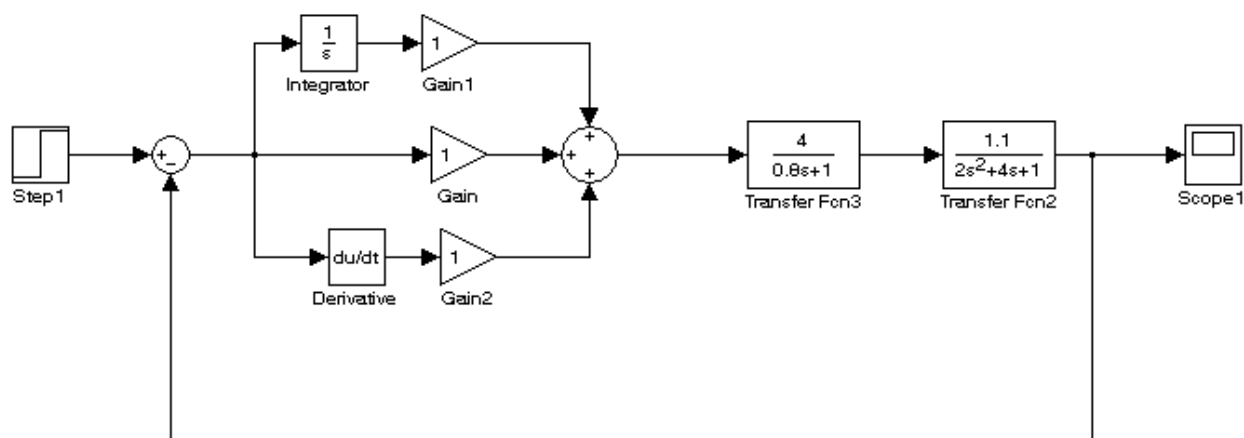 1
s
Integrator
1
Gain1
+
+
−
Step1
1
Gain
+
+
4
0.8s+1
Transfer Fcn3
1.1
2s²+4s+1
Transfer Fcn2
Scope1
du/dt
Derivative
1
Gain2